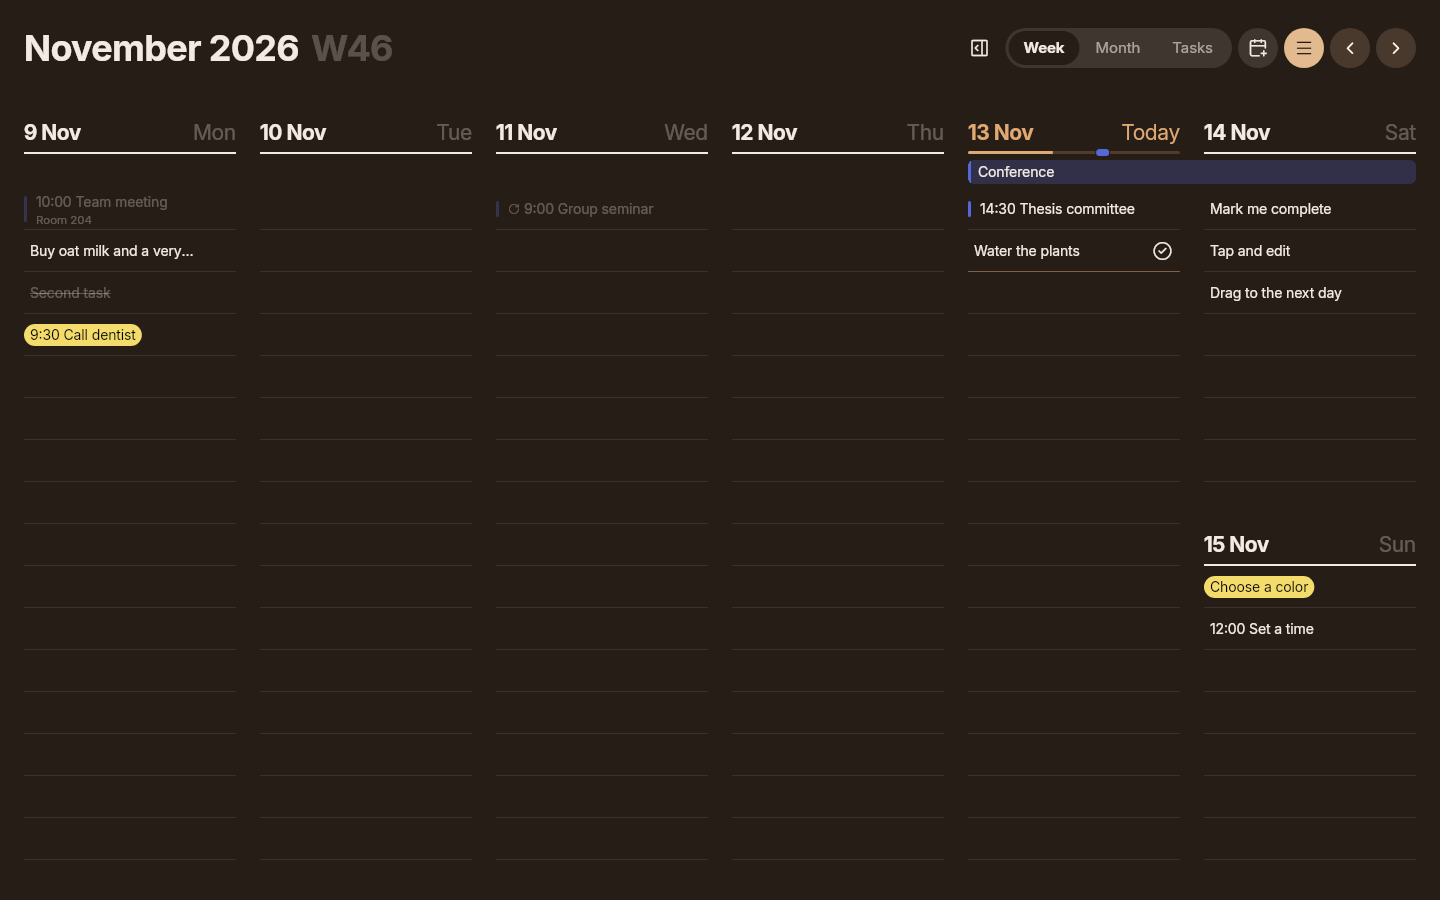 November 2026 W46
Week Month Tasks
9 Nov Mon
10:00 Team meeting
Room 204
Buy oat milk and a very...
Second task
9:30 Call dentist
10 Nov Tue
11 Nov Wed
9:00 Group seminar
12 Nov Thu
13 Nov Today
Conference
14:30 Thesis committee
Water the plants
14 Nov Sat
Mark me complete
Tap and edit
Drag to the next day
15 Nov Sun
Choose a color
12:00 Set a time